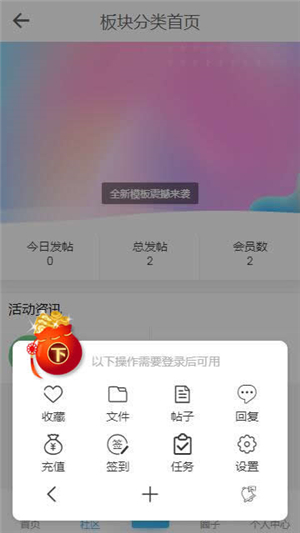 板块分类首页
全新模板震撼来袭
今日发帖 总发帖 会员数
0 2 2
活动资讯
下
以下操作需要登录后可用
收藏 文件 帖子 回复
签
充值 签到 任务 设置
首页 社区 圈子 个人中心